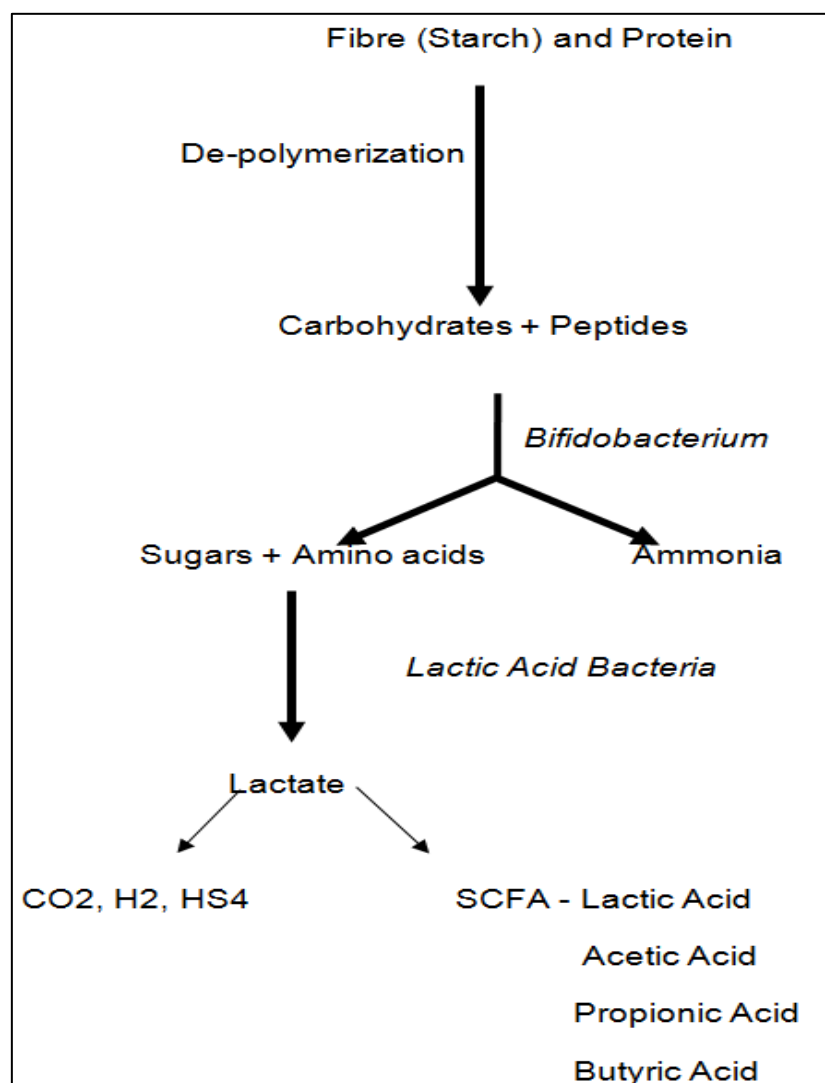 Fibre (Starch) and Protein
De-polymerization
Carbohydrates + Peptides
Bifidobacterium
Sugars + Amino acids
Ammonia
Lactic Acid Bacteria
Lactate
CO2, H2, HS4
SCFA - Lactic Acid
Acetic Acid
Propionic Acid
Butyric Acid